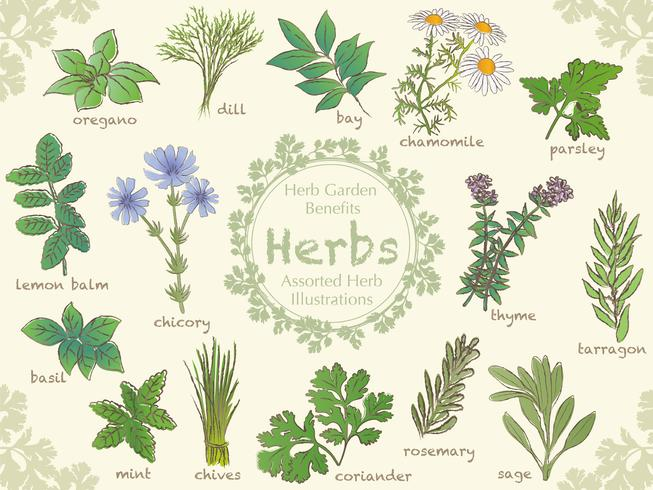 oregano
dill
bay
chamomile
parsley
Herb Garden
Benefits
Herbs
Assorted Herb
Illustrations
lemon balm
chicory
thyme
tarragon
basil
mint
chives
coriander
rosemary
sage